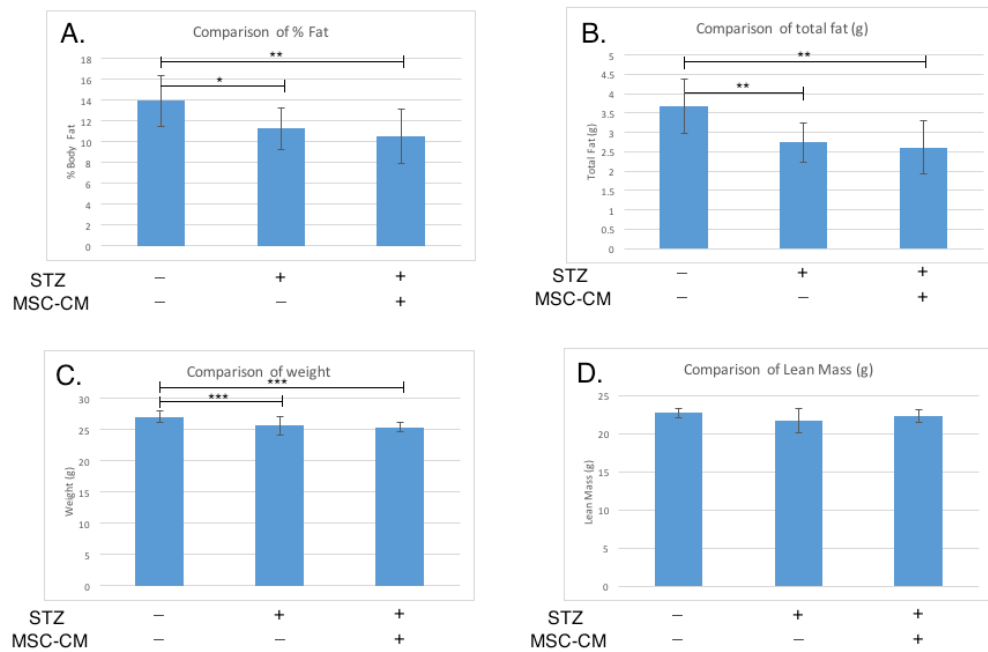 A.
Comparison of % Fat
**
*
18
16
14
12
10
8
6
4
2
0
% Body Fat
STZ – + +
MSC-CM – – +
B.
Comparison of total fat (g)
**
**
5
4.5
4
3.5
3
2.5
2
1.5
1
0.5
0
Total Fat (g)
STZ – + +
MSC-CM – – +
C.
Comparison of weight
***
***
30
25
20
15
10
5
0
Weight (g)
STZ – + +
MSC-CM – – +
D.
Comparison of Lean Mass (g)
25
20
15
10
5
0
Lean Mass (g)
STZ – + +
MSC-CM – – +